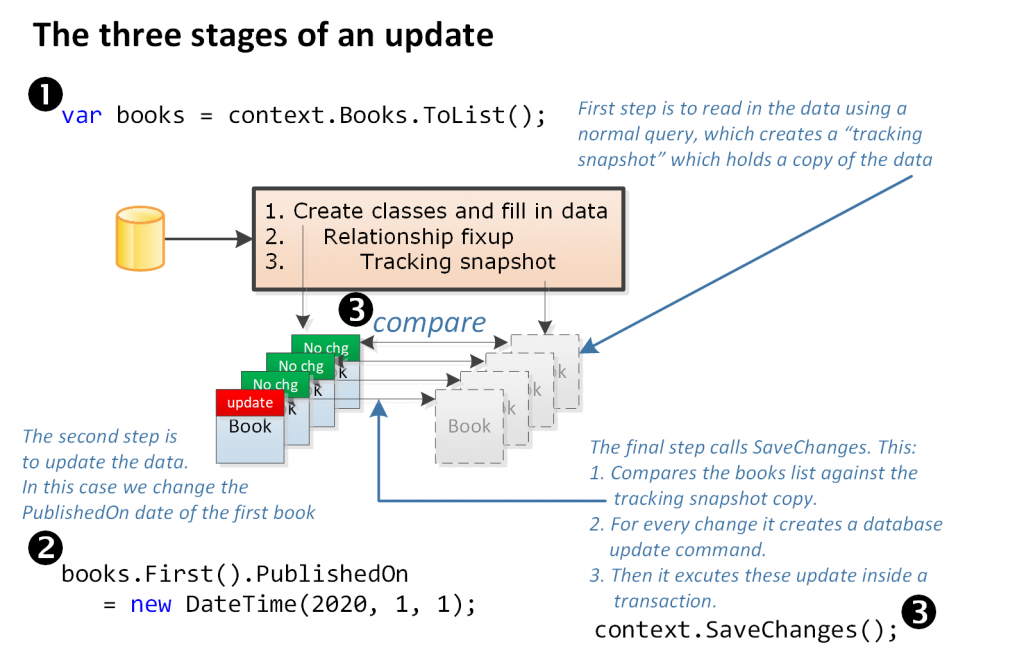 The three stages of an update
1
var books = context.Books.ToList();
First step is to read in the data using a
normal query, which creates a “tracking
snapshot” which holds a copy of the data
1. Create classes and fill in data
2. Relationship fixup
3. Tracking snapshot
3
compare
No chg
No chg
No chg
update
k
k
k
Book
k
k
k
Book
The second step is
to update the data.
In this case we change the
PublishedOn date of the first book
2
books.First().PublishedOn
= new DateTime(2020, 1, 1);
The final step calls SaveChanges. This:
1. Compares the books list against the
tracking snapshot copy.
2. For every change it creates a database
update command.
3. Then it excutes these update inside a
transaction.
context.SaveChanges();
3